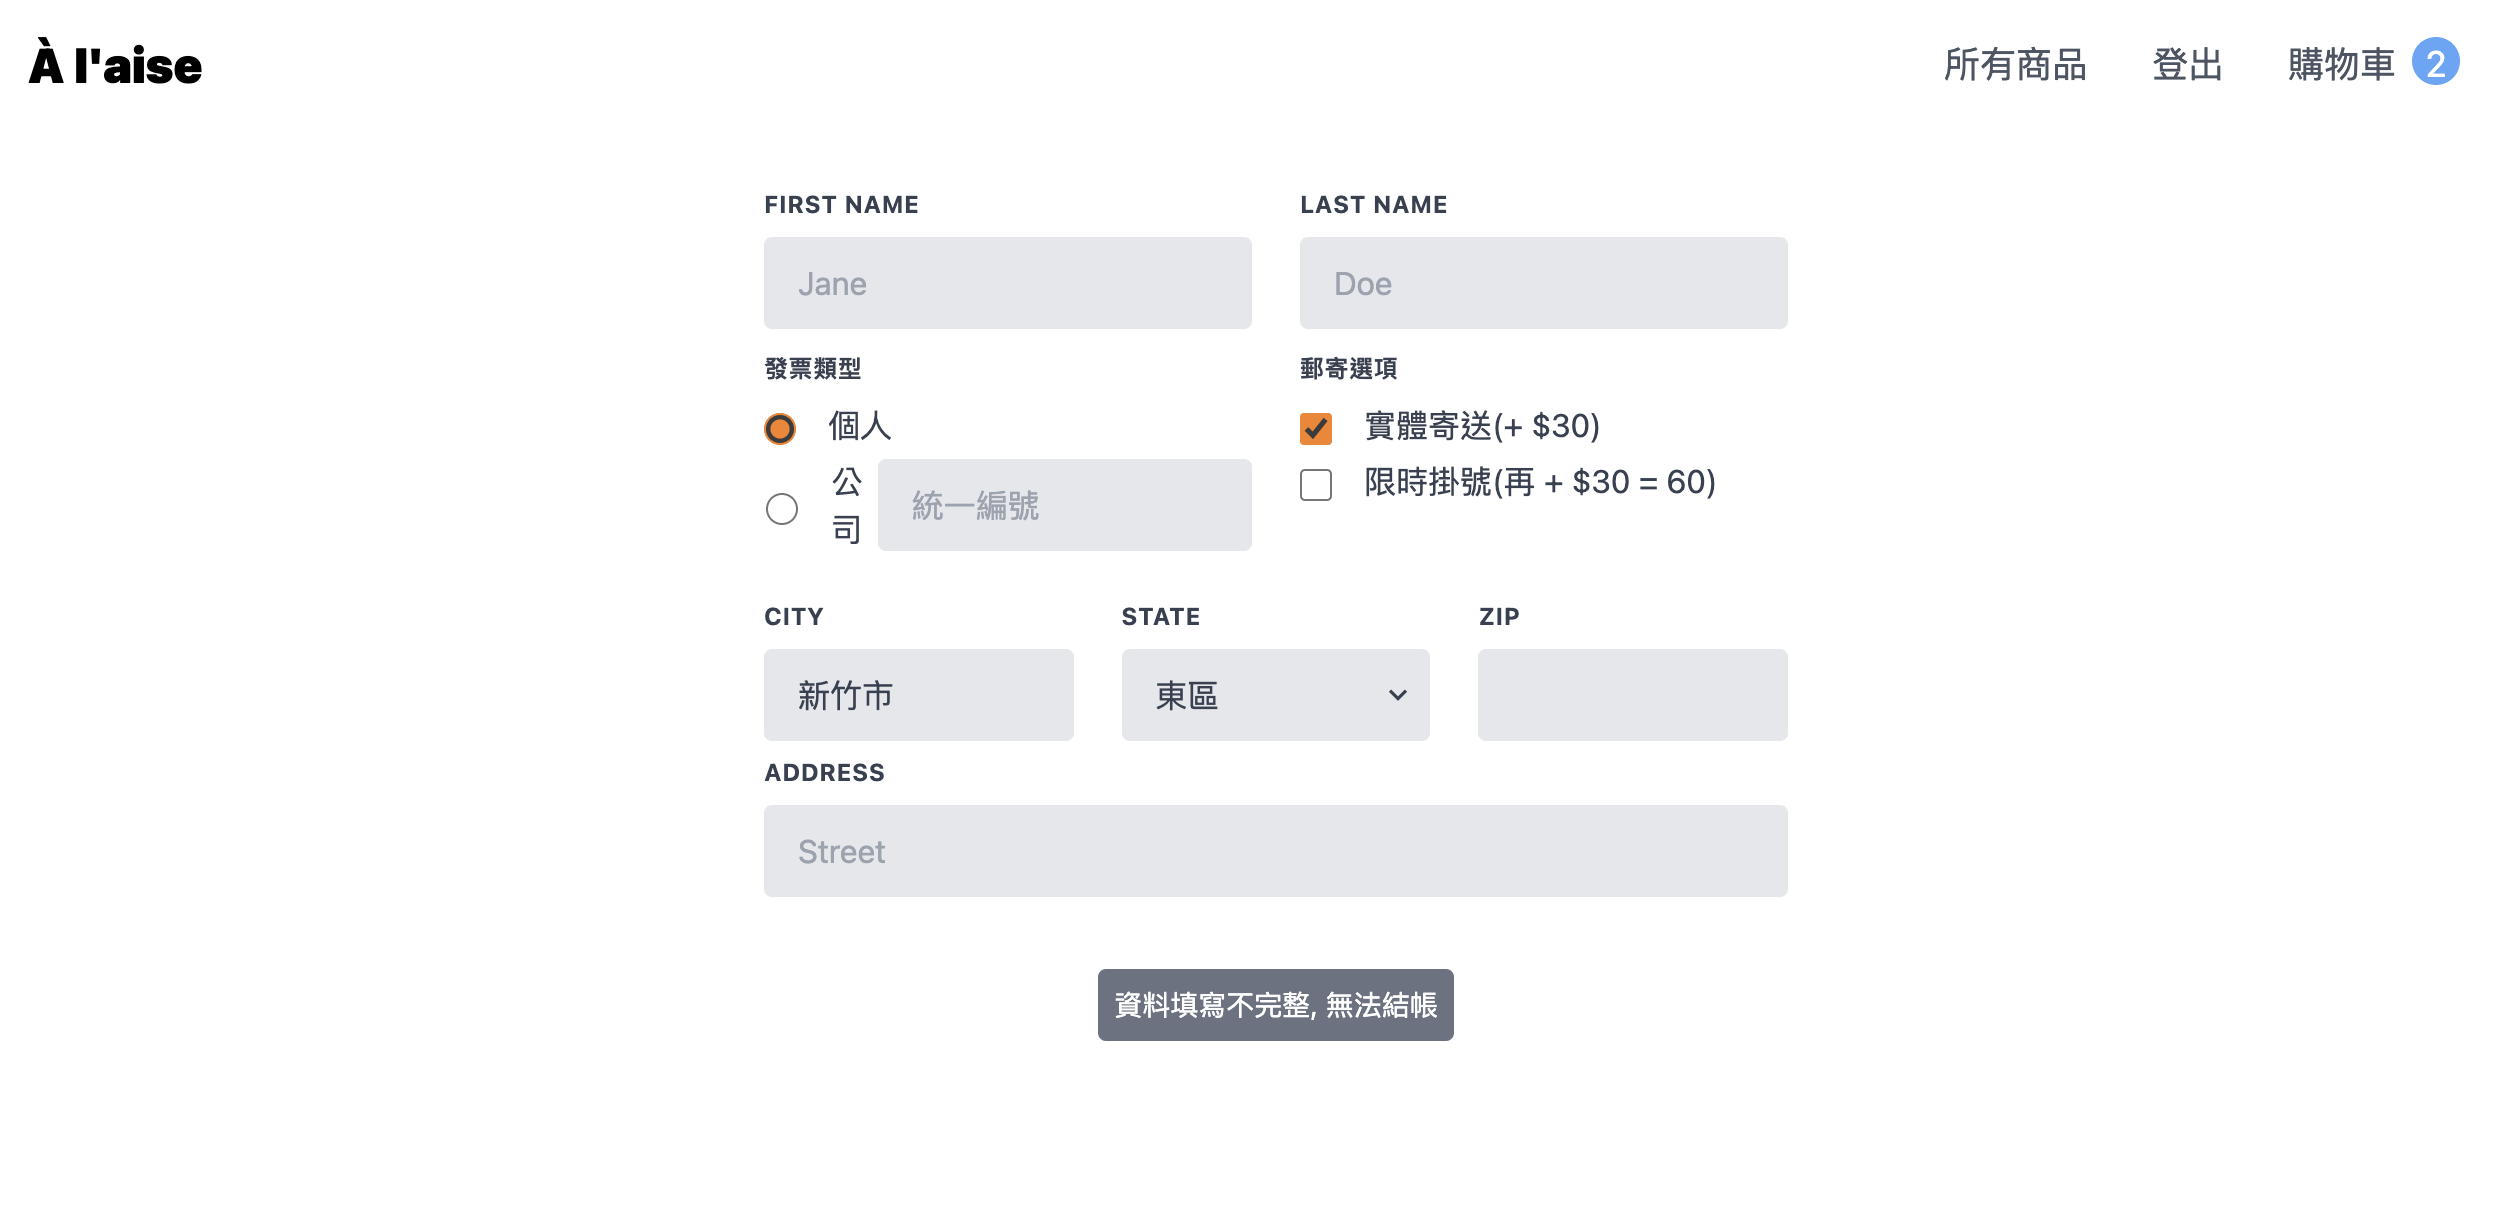 À l'aise
所有商品 登出 購物車 2
FIRST NAME LAST NAME
Jane Doe
發票類型 郵寄選項
個人 實體寄送(+ $30)
公司 統一編號 限時掛號(再 + $30 = 60)
CITY STATE ZIP
新竹市 東區
ADDRESS
Street
資料填寫不完整, 無法結帳